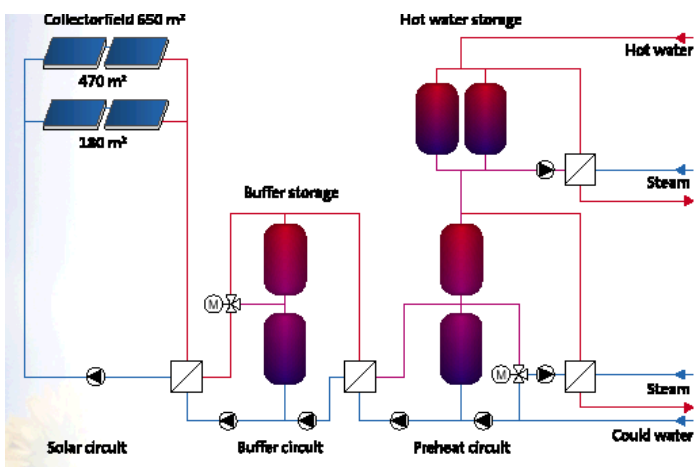 Collectorfield 650 m²
470 m²
180 m²
Hot water storage
Hot water
Steam
Buffer storage
M
M
Steam
Could water
Solar circuit
Buffer circuit
Preheat circuit